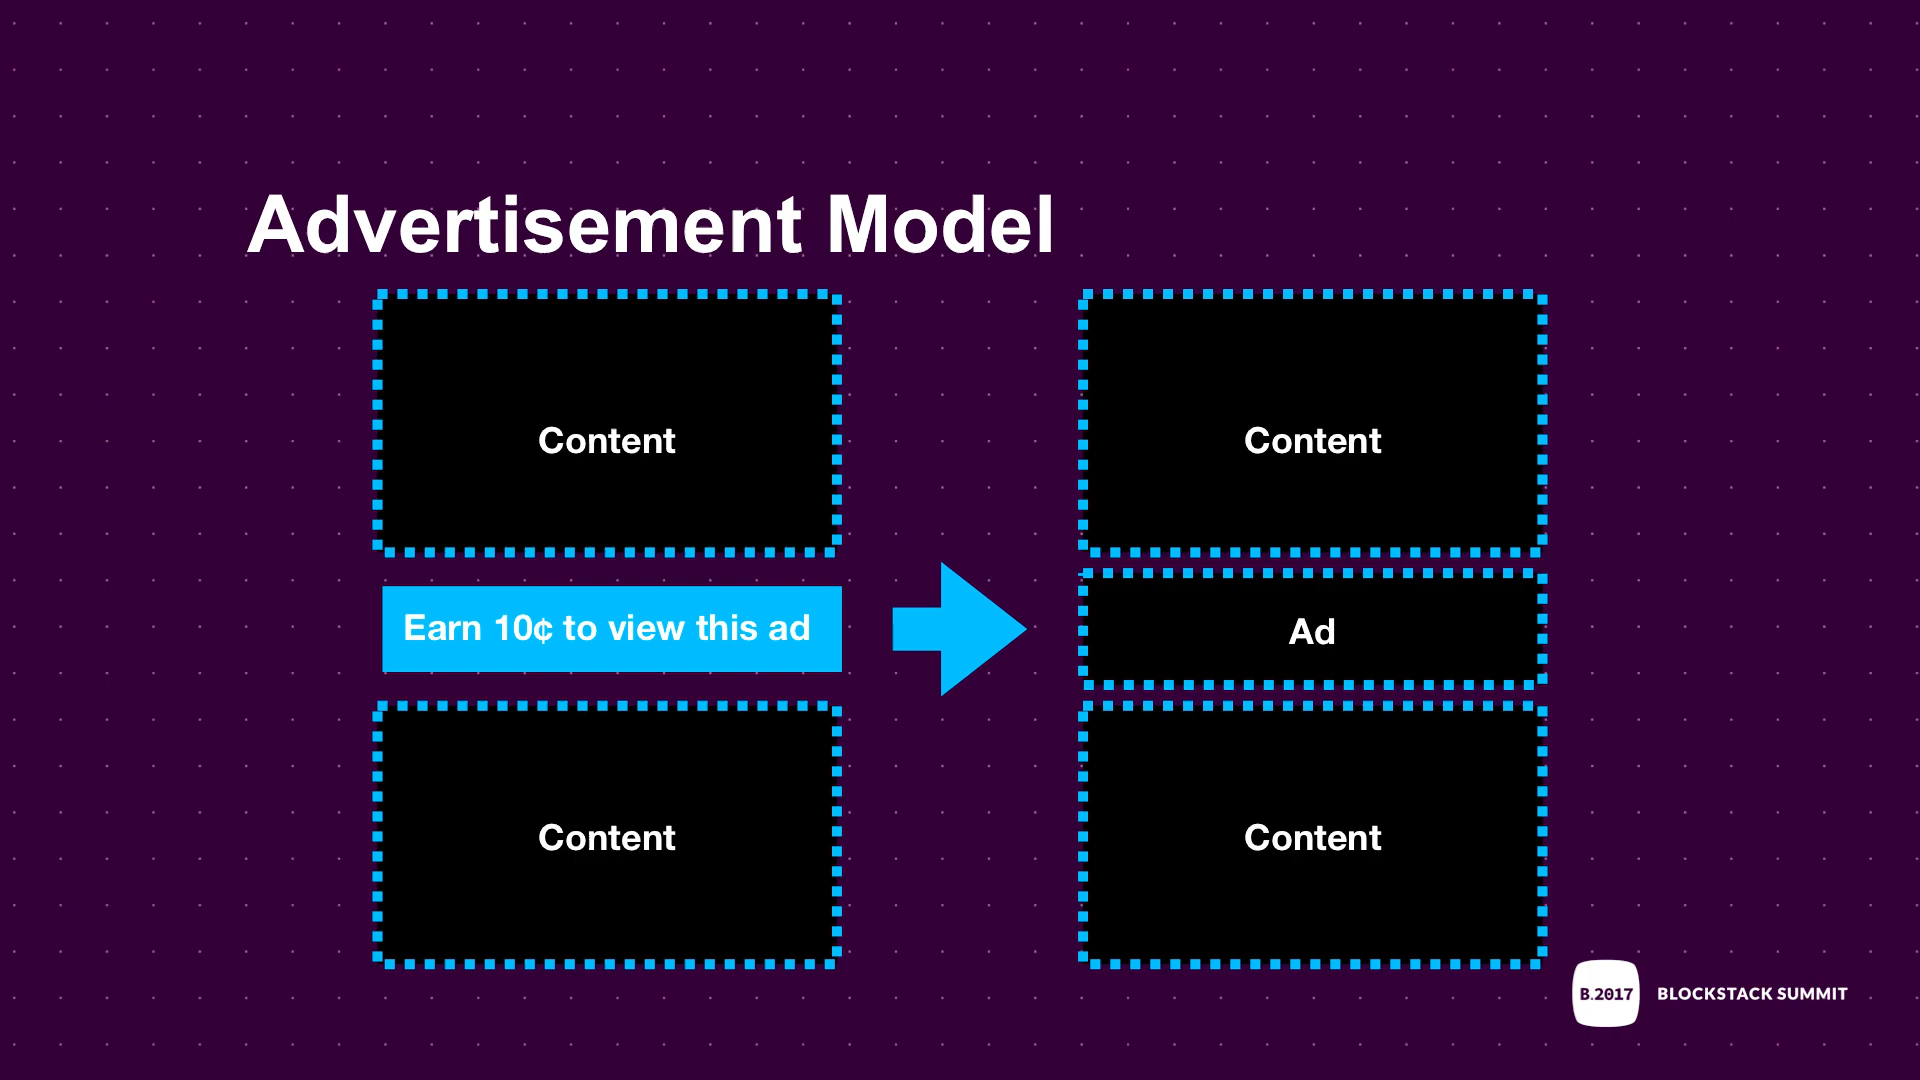 Advertisement Model
Content
Earn 10¢ to view this ad
Content
Content
Ad
Content
B.2017
BLOCKSTACK SUMMIT